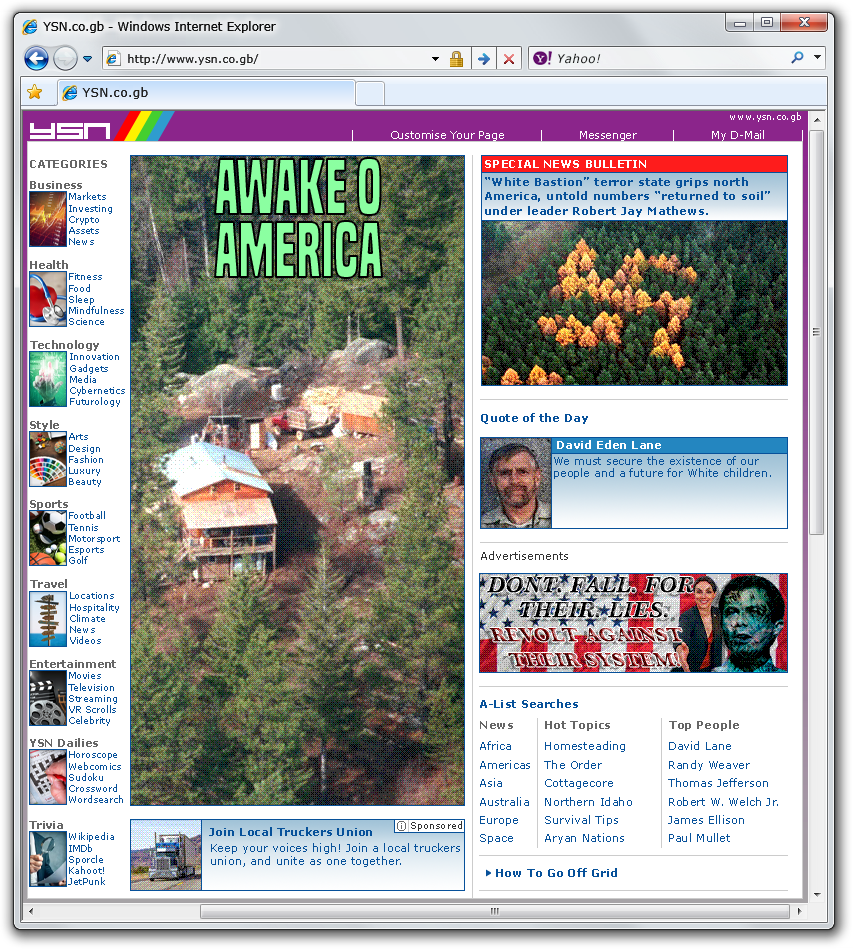 YSN.co.gb - Windows Internet Explorer
http://www.ysn.co.gb/
Yahoo!
YSN.co.gb
www.ysn.co.gb
YSN
Customise Your Page
Messenger
My D-Mail
CATEGORIES
Business
Markets
Investing
Crypto
Assets
News
Health
Fitness
Food
Sleep
Mindfulness
Science
Technology
Innovation
Gadgets
Media
Cybernetics
Futurology
Style
Arts
Design
Fashion
Luxury
Beauty
Sports
Football
Tennis
Motorsport
Esports
Golf
Travel
Locations
Hospitality
Climate
News
Videos
Entertainment
Movies
Television
Streaming
VR Scrolls
Celebrity
YSN Dailies
Horoscope
Webcomics
Sudoku
Crossword
Wordsearch
Trivia
Wikipedia
IMDb
Sporcle
Kahoot!
JetPunk
AWAKE O
AMERICA
Sponsored
Join Local Truckers Union
Keep your voices high! Join a local truckers
union, and unite as one together.
SPECIAL NEWS BULLETIN
"White Bastion" terror state grips north
America, untold numbers "returned to soil"
under leader Robert Jay Mathews.
Quote of the Day
David Eden Lane
We must secure the existence of our
people and a future for White children.
Advertisements
DONT. FALL. FOR
THEIR. LIES.
REVOLT AGAINST
THEIR SYSTEM!
A-List Searches
News
Africa
Americas
Asia
Australia
Europe
Space
Hot Topics
Homesteading
The Order
Cottagecore
Northern Idaho
Survival Tips
Aryan Nations
Top People
David Lane
Randy Weaver
Thomas Jefferson
Robert W. Welch Jr.
James Ellison
Paul Mullet
How To Go Off Grid